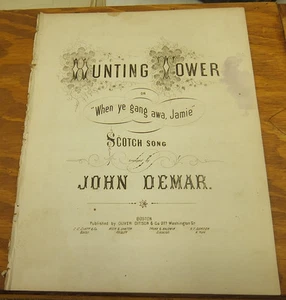 HUNTING TOWER
OR
"When ye gang awa, Jamie"
SCOTCH SONG
by
JOHN DEMAR.
BOSTON
Published by OLIVER DITSON & Co. 277 Washington St.